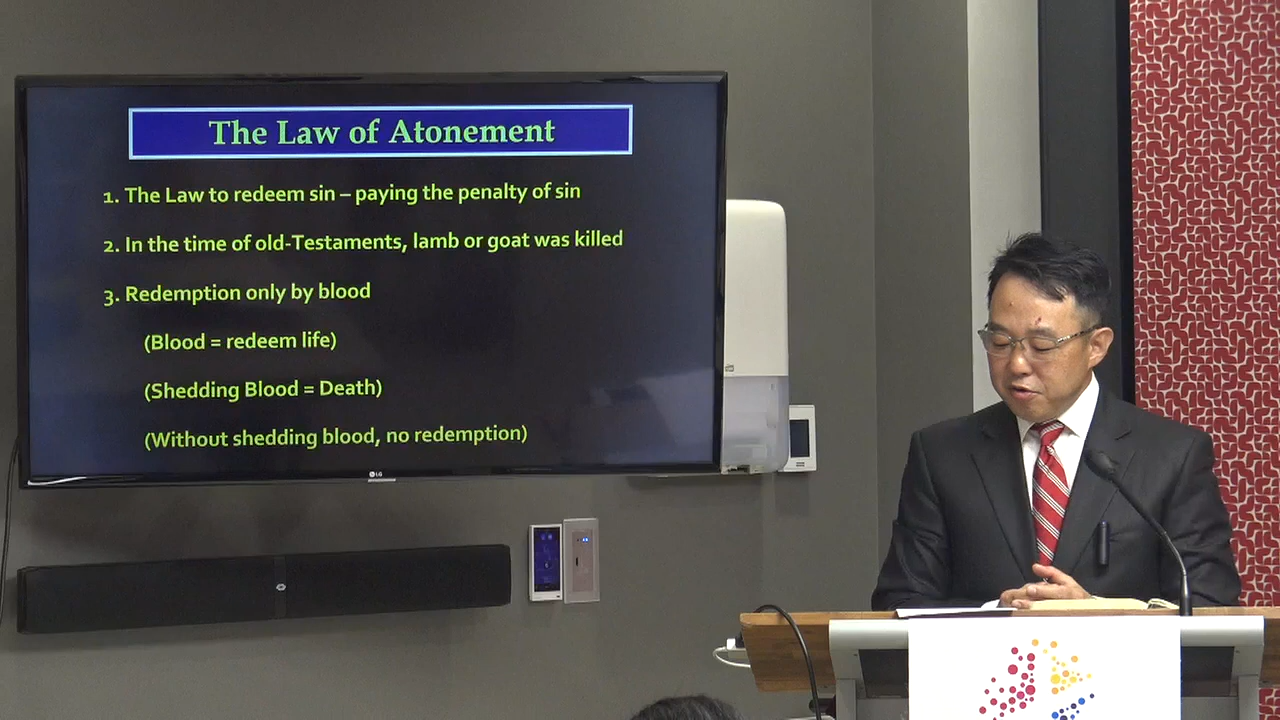 The Law of Atonement
1. The Law to redeem sin – paying the penalty of sin
2. In the time of old-Testaments, lamb or goat was killed
3. Redemption only by blood
(Blood = redeem life)
(Shedding Blood = Death)
(Without shedding blood, no redemption)
LG